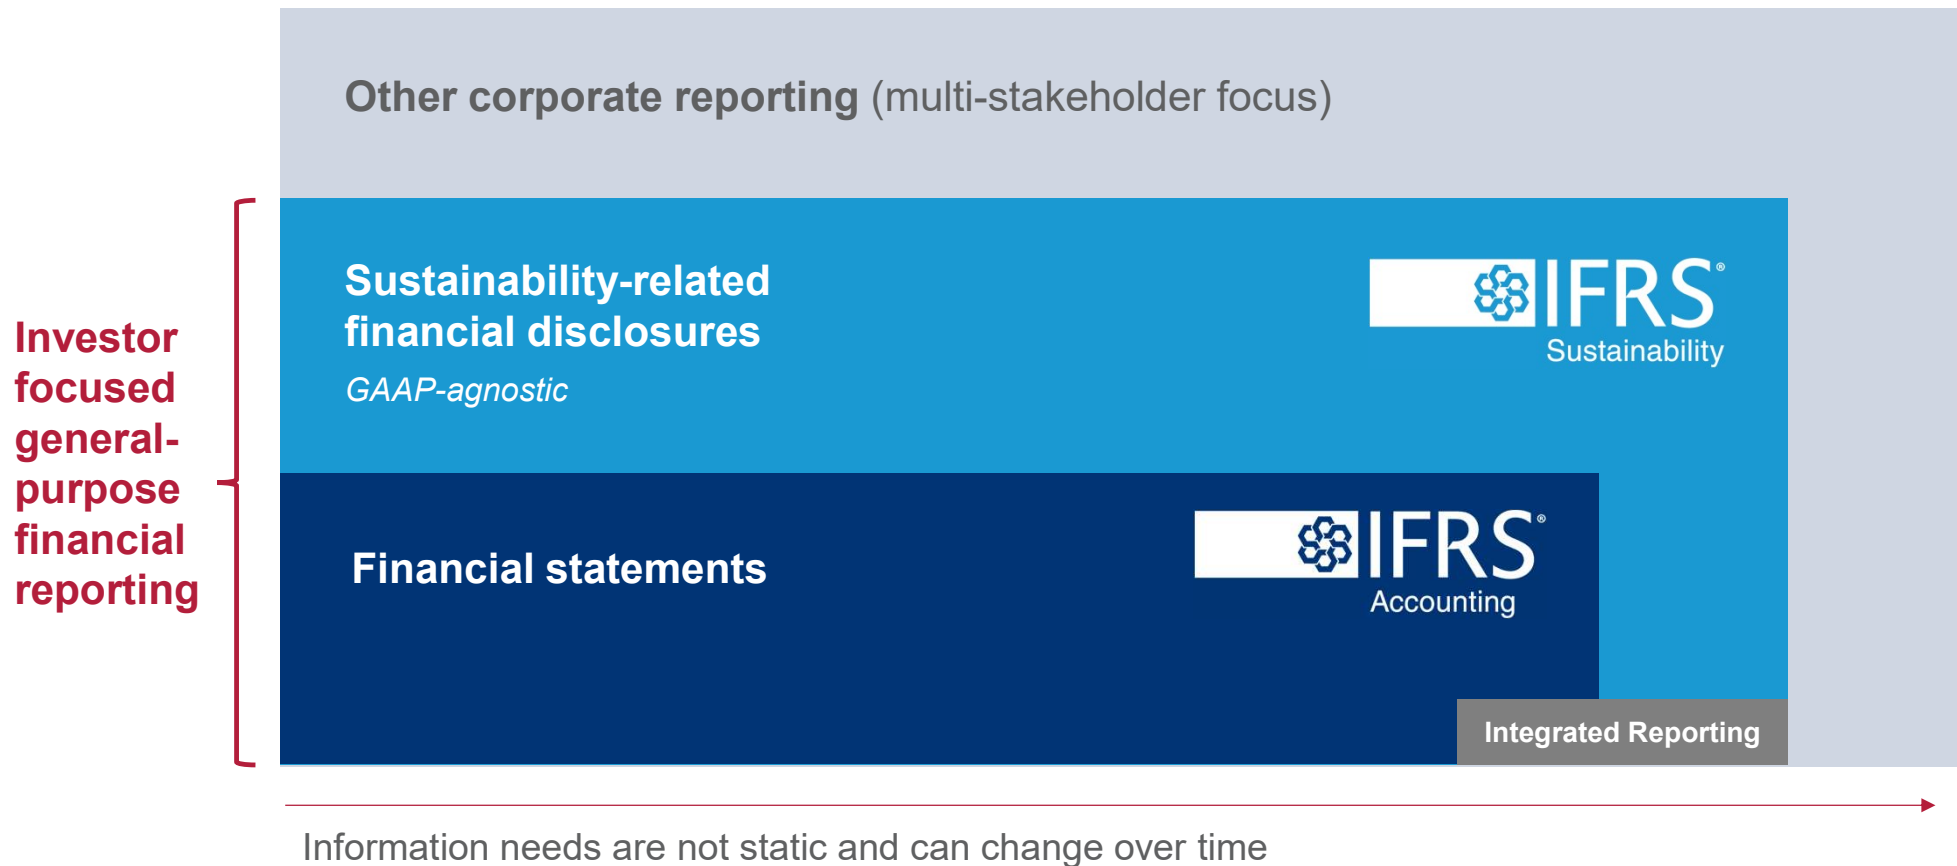 Other corporate reporting (multi-stakeholder focus)
Investor
focused
general-
purpose
financial
reporting
Sustainability-related
financial disclosures
GAAP-agnostic
IFRS®
Sustainability
Financial statements
IFRS®
Accounting
Integrated Reporting
Information needs are not static and can change over time